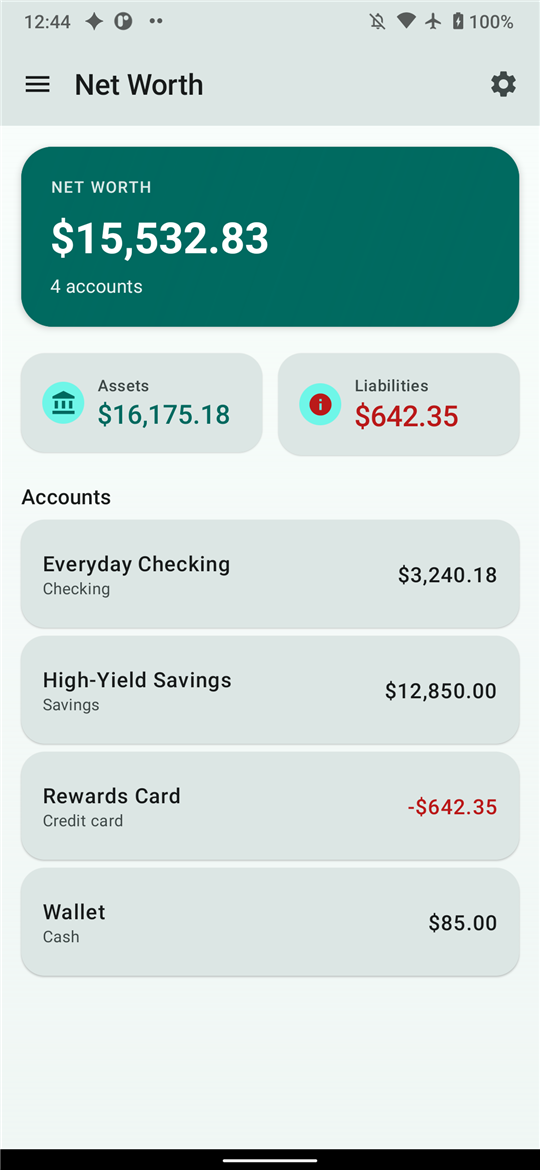 12:44
100%
Net Worth
NET WORTH
$15,532.83
4 accounts
Assets
$16,175.18
Liabilities
$642.35
Accounts
Everyday Checking
Checking
$3,240.18
High-Yield Savings
Savings
$12,850.00
Rewards Card
Credit card
-$642.35
Wallet
Cash
$85.00